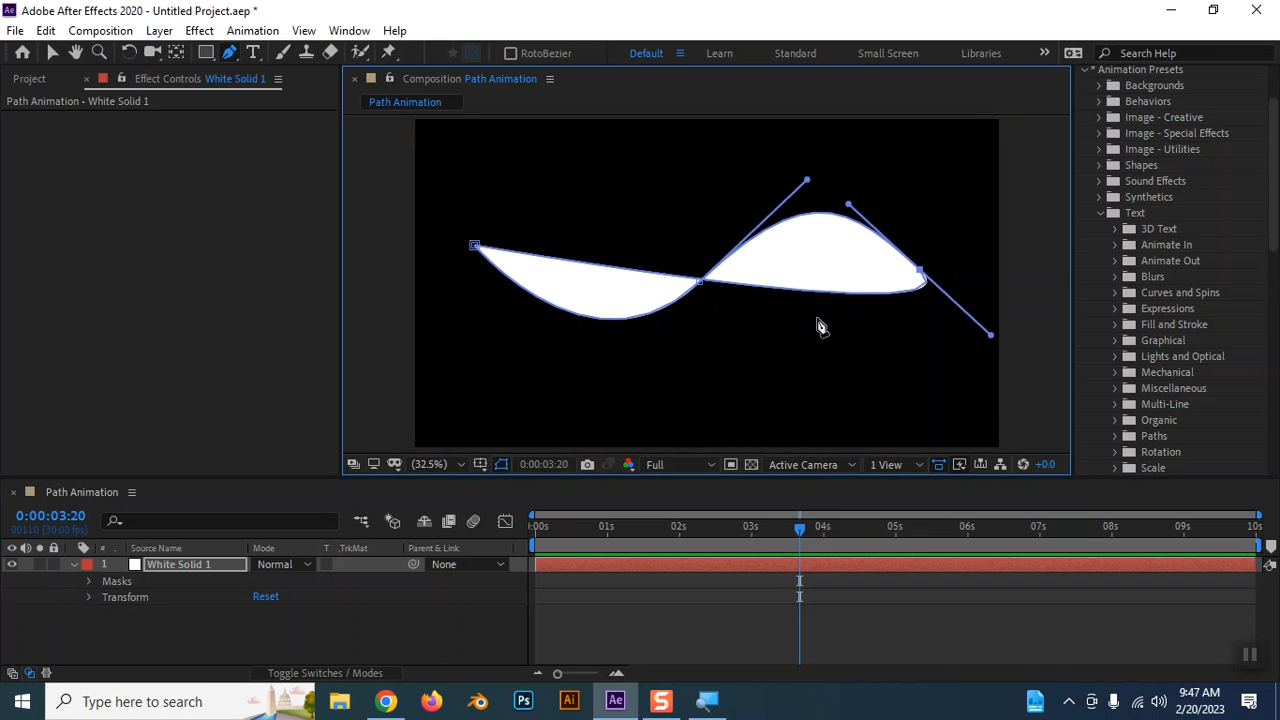 Adobe After Effects 2020 - Untitled Project.aep *
File Edit Composition Layer Effect Animation View Window Help
RotoBezier Default Learn Standard Small Screen Libraries Search Help
Project Effect Controls White Solid 1 Composition Path Animation Animation Presets
Path Animation • White Solid 1
Path Animation
Backgrounds
Behaviors
Image - Creative
Image - Special Effects
Image - Utilities
Shapes
Sound Effects
Synthetics
Text
3D Text
Animate In
Animate Out
Blurs
Curves and Spins
Expressions
Fill and Stroke
Graphical
Lights and Optical
Mechanical
Miscellaneous
Multi-Line
Organic
Paths
Rotation
Scale
(32.5%) 0:00:03:20 Full Active Camera 1 View +0.0
Path Animation
0:00:03:20
00110 (30.00 fps)
:00s 01s 02s 03s 04s 05s 06s 07s 08s 09s 10s
# Source Name Mode T .TrkMat Parent & Link
1 White Solid 1 Normal None
Masks
Transform Reset
Toggle Switches / Modes
Type here to search Ps Ai Ae S
9:47 AM
2/20/2023